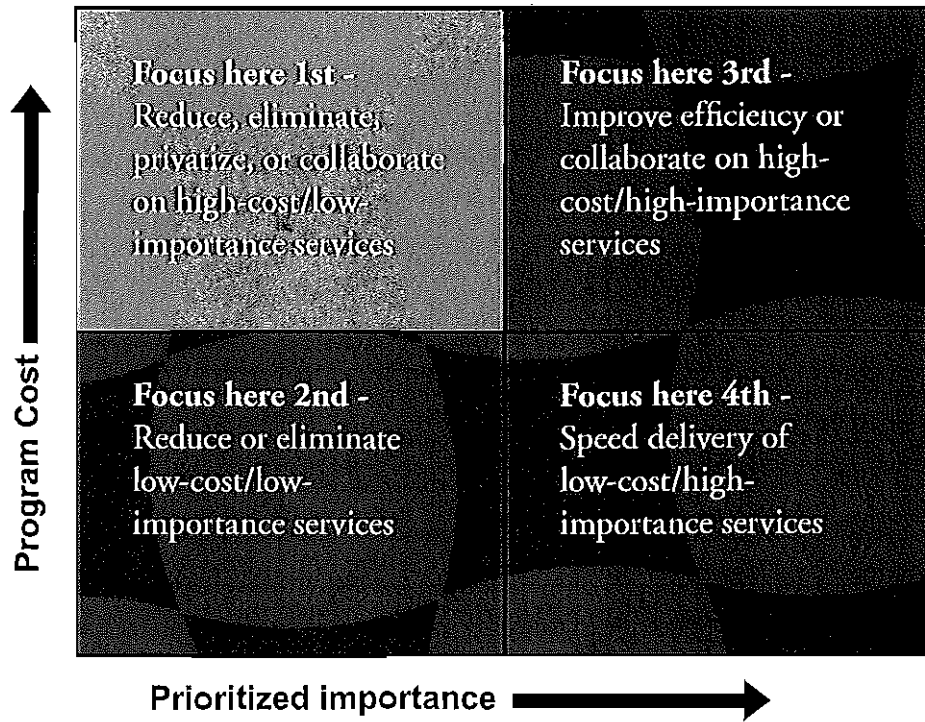 Focus here 1st -
Reduce, eliminate,
privatize, or collaborate
on high-cost/low-
importance services
Focus here 3rd -
Improve efficiency or
collaborate on high-
cost/high-importance
services
Focus here 2nd -
Reduce or eliminate
low-cost/low-
importance services
Focus here 4th -
Speed delivery of
low-cost/high-
importance services
Program Cost
Prioritized importance